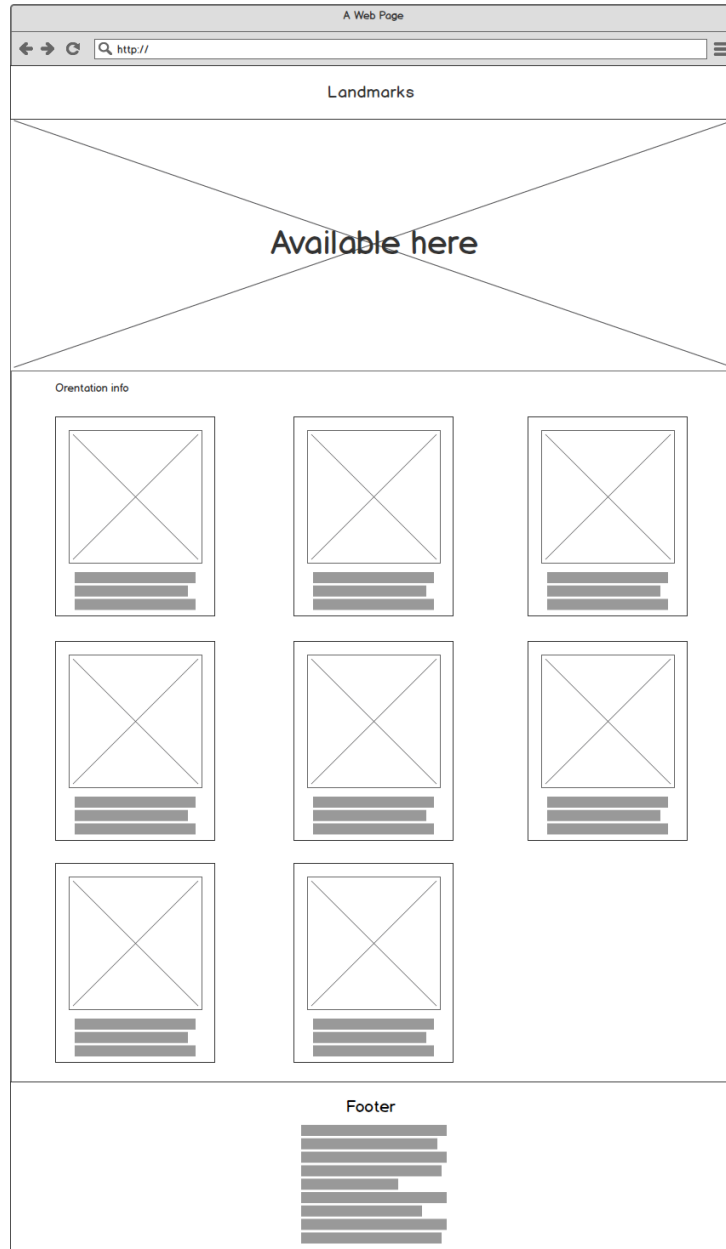 A Web Page
http://
Landmarks
Available here
Orentation info
Footer